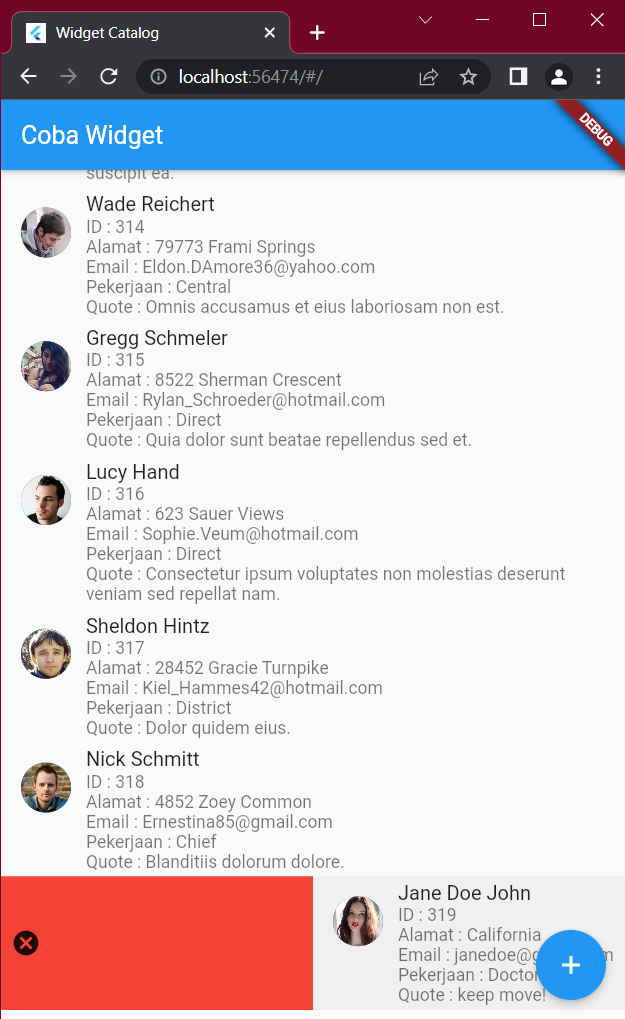 Widget Catalog
localhost:56474/#/
Coba Widget
DEBUG
suscipit ea.
Wade Reichert
ID : 314
Alamat : 79773 Frami Springs
Email : Eldon.DAmore36@yahoo.com
Pekerjaan : Central
Quote : Omnis accusamus et eius laboriosam non est.
Gregg Schmeler
ID : 315
Alamat : 8522 Sherman Crescent
Email : Rylan_Schroeder@hotmail.com
Pekerjaan : Direct
Quote : Quia dolor sunt beatae repellendus sed et.
Lucy Hand
ID : 316
Alamat : 623 Sauer Views
Email : Sophie.Veum@hotmail.com
Pekerjaan : Direct
Quote : Consectetur ipsum voluptates non molestias deserunt
veniam sed repellat nam.
Sheldon Hintz
ID : 317
Alamat : 28452 Gracie Turnpike
Email : Kiel_Hammes42@hotmail.com
Pekerjaan : District
Quote : Dolor quidem eius.
Nick Schmitt
ID : 318
Alamat : 4852 Zoey Common
Email : Ernestina85@gmail.com
Pekerjaan : Chief
Quote : Blanditiis dolorum dolore.
Jane Doe John
ID : 319
Alamat : California
Email :
Pekerjaan : Doctor
Quote : keep move!